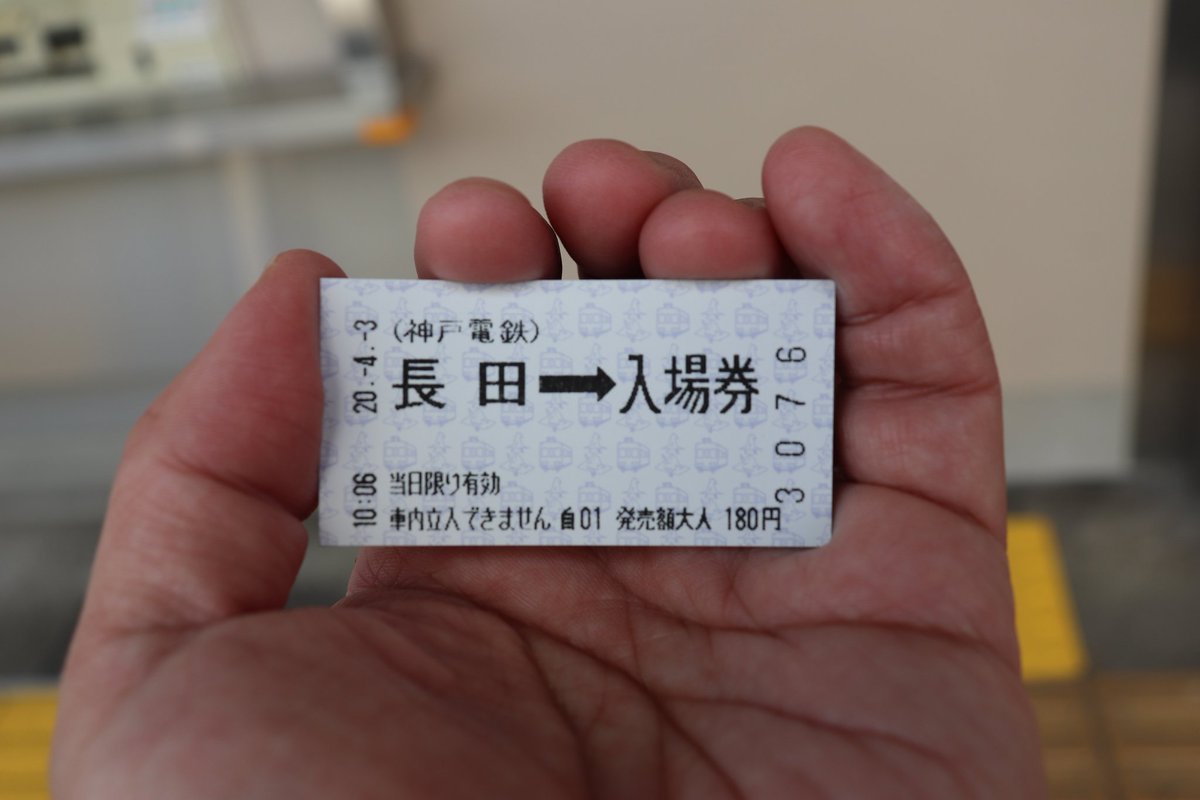 (神戸電鉄)
長田➡入場券
当日限り有効
車内立入できません 自01 発売額大人 180円
10:06 20.-4.-3
3076